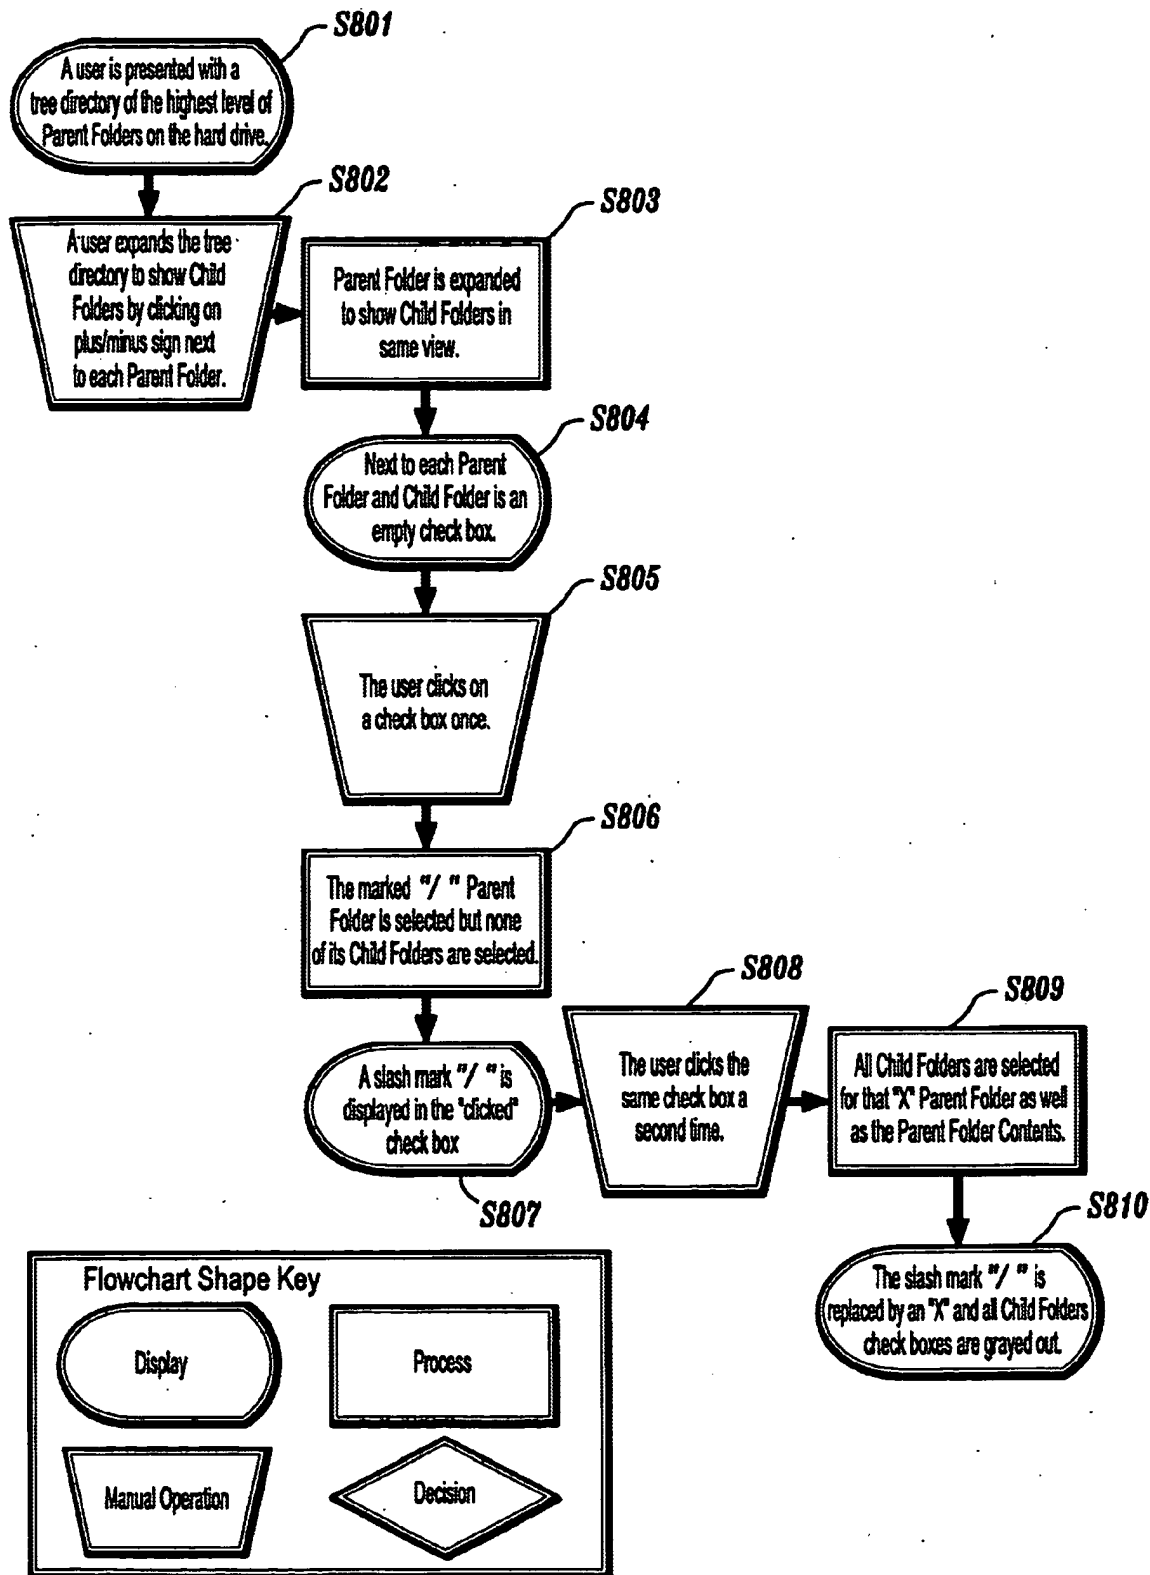 S801
A user is presented with a
tree directory of the highest level of
Parent Folders on the hard drive.
S802
A user expands the tree
directory to show Child
Folders by clicking on
plus/minus sign next
to each Parent Folder.
S803
Parent Folder is expanded
to show Child Folders in
same view.
S804
Next to each Parent
Folder and Child Folder is an
empty check box.
S805
The user clicks on
a check box once.
S806
The marked "/ " Parent
Folder is selected but none
of its Child Folders are selected.
A slash mark "/ " is
displayed in the "clicked"
check box
S807
S808
The user clicks the
same check box a
second time.
S809
All Child Folders are selected
for that "X" Parent Folder as well
as the Parent Folder Contents.
S810
The slash mark "/ " is
replaced by an "X" and all Child Folders
check boxes are grayed out.
Flowchart Shape Key
Display
Process
Manual Operation
Decision